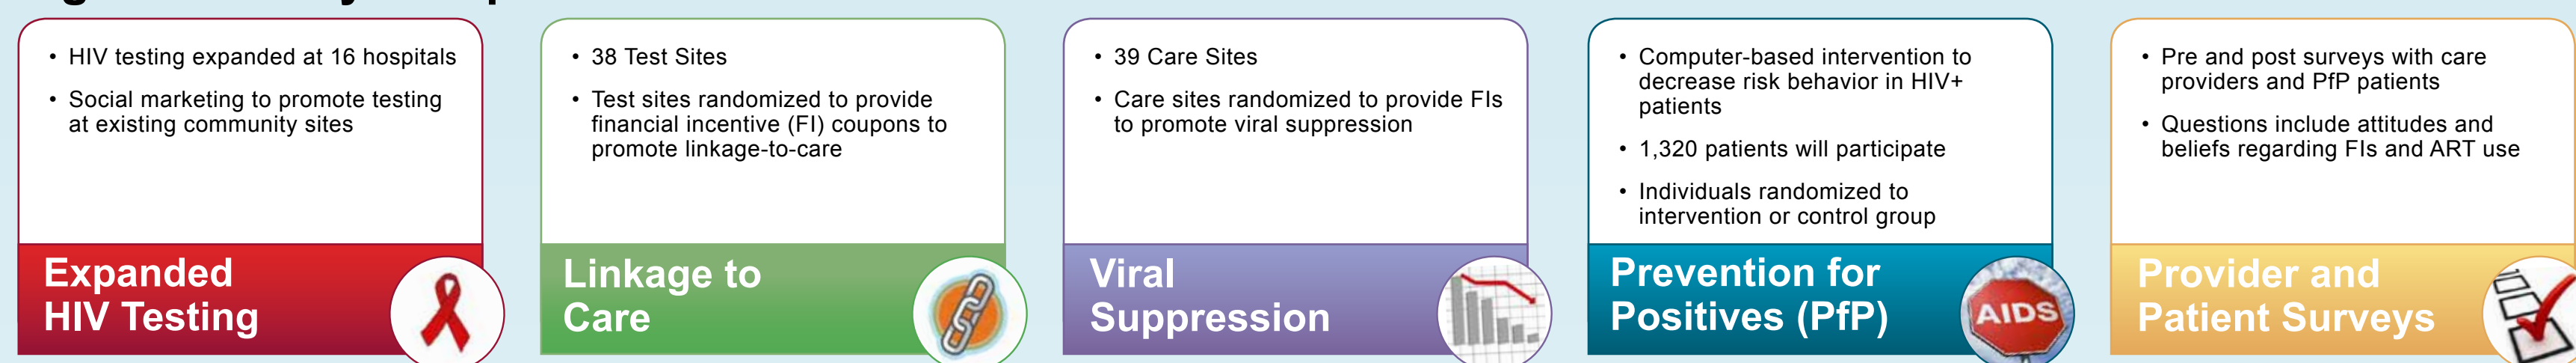 • HIV testing expanded at 16 hospitals
• Social marketing to promote testing
at existing community sites
Expanded
HIV Testing
• 38 Test Sites
• Test sites randomized to provide
financial incentive (FI) coupons to
promote linkage-to-care
Linkage to
Care
• 39 Care Sites
• Care sites randomized to provide FIs
to promote viral suppression
Viral
Suppression
• Computer-based intervention to
decrease risk behavior in HIV+
patients
• 1,320 patients will participate
• Individuals randomized to
intervention or control group
Prevention for
Positives (PfP)
AIDS
• Pre and post surveys with care
providers and PfP patients
• Questions include attitudes and
beliefs regarding FIs and ART use
Provider and
Patient Surveys